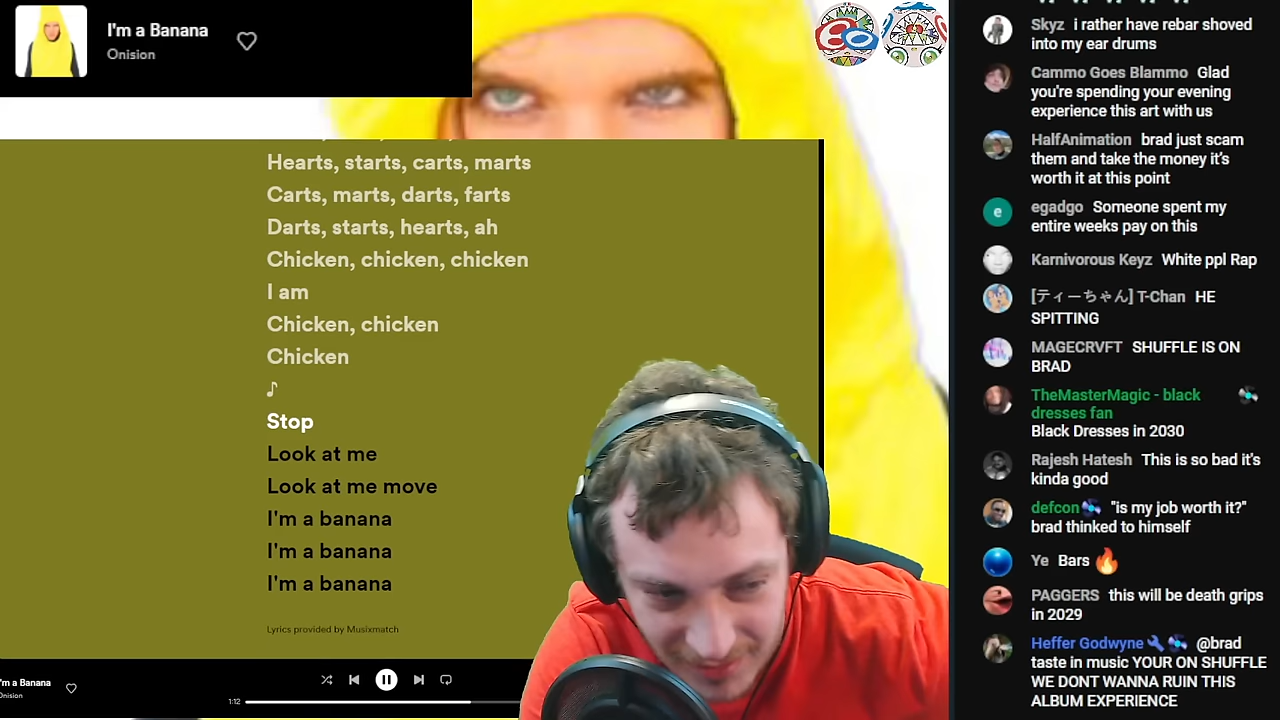 I'm a Banana
Onision
Hearts, starts, carts, marts
Carts, marts, darts, farts
Darts, starts, hearts, ah
Chicken, chicken, chicken
I am
Chicken, chicken
Chicken
♪
Stop
Look at me
Look at me move
I'm a banana
I'm a banana
I'm a banana
Lyrics provided by Musixmatch
'm a Banana
Onision
1:12
Skyz i rather have rebar shoved
into my ear drums
Cammo Goes Blammo Glad
you're spending your evening
experience this art with us
HalfAnimation brad just scam
them and take the money it's
worth it at this point
e
egadgo Someone spent my
entire weeks pay on this
Karnivorous Keyz White ppl Rap
[ティーちゃん] T-Chan HE
SPITTING
MAGECRVFT SHUFFLE IS ON
BRAD
TheMasterMagic - black
dresses fan
Black Dresses in 2030
Rajesh Hatesh This is so bad it's
kinda good
defcon "is my job worth it?"
brad thinked to himself
Ye Bars 🔥
PAGGERS this will be death grips
in 2029
Heffer Godwyne @brad
taste in music YOUR ON SHUFFLE
WE DONT WANNA RUIN THIS
ALBUM EXPERIENCE